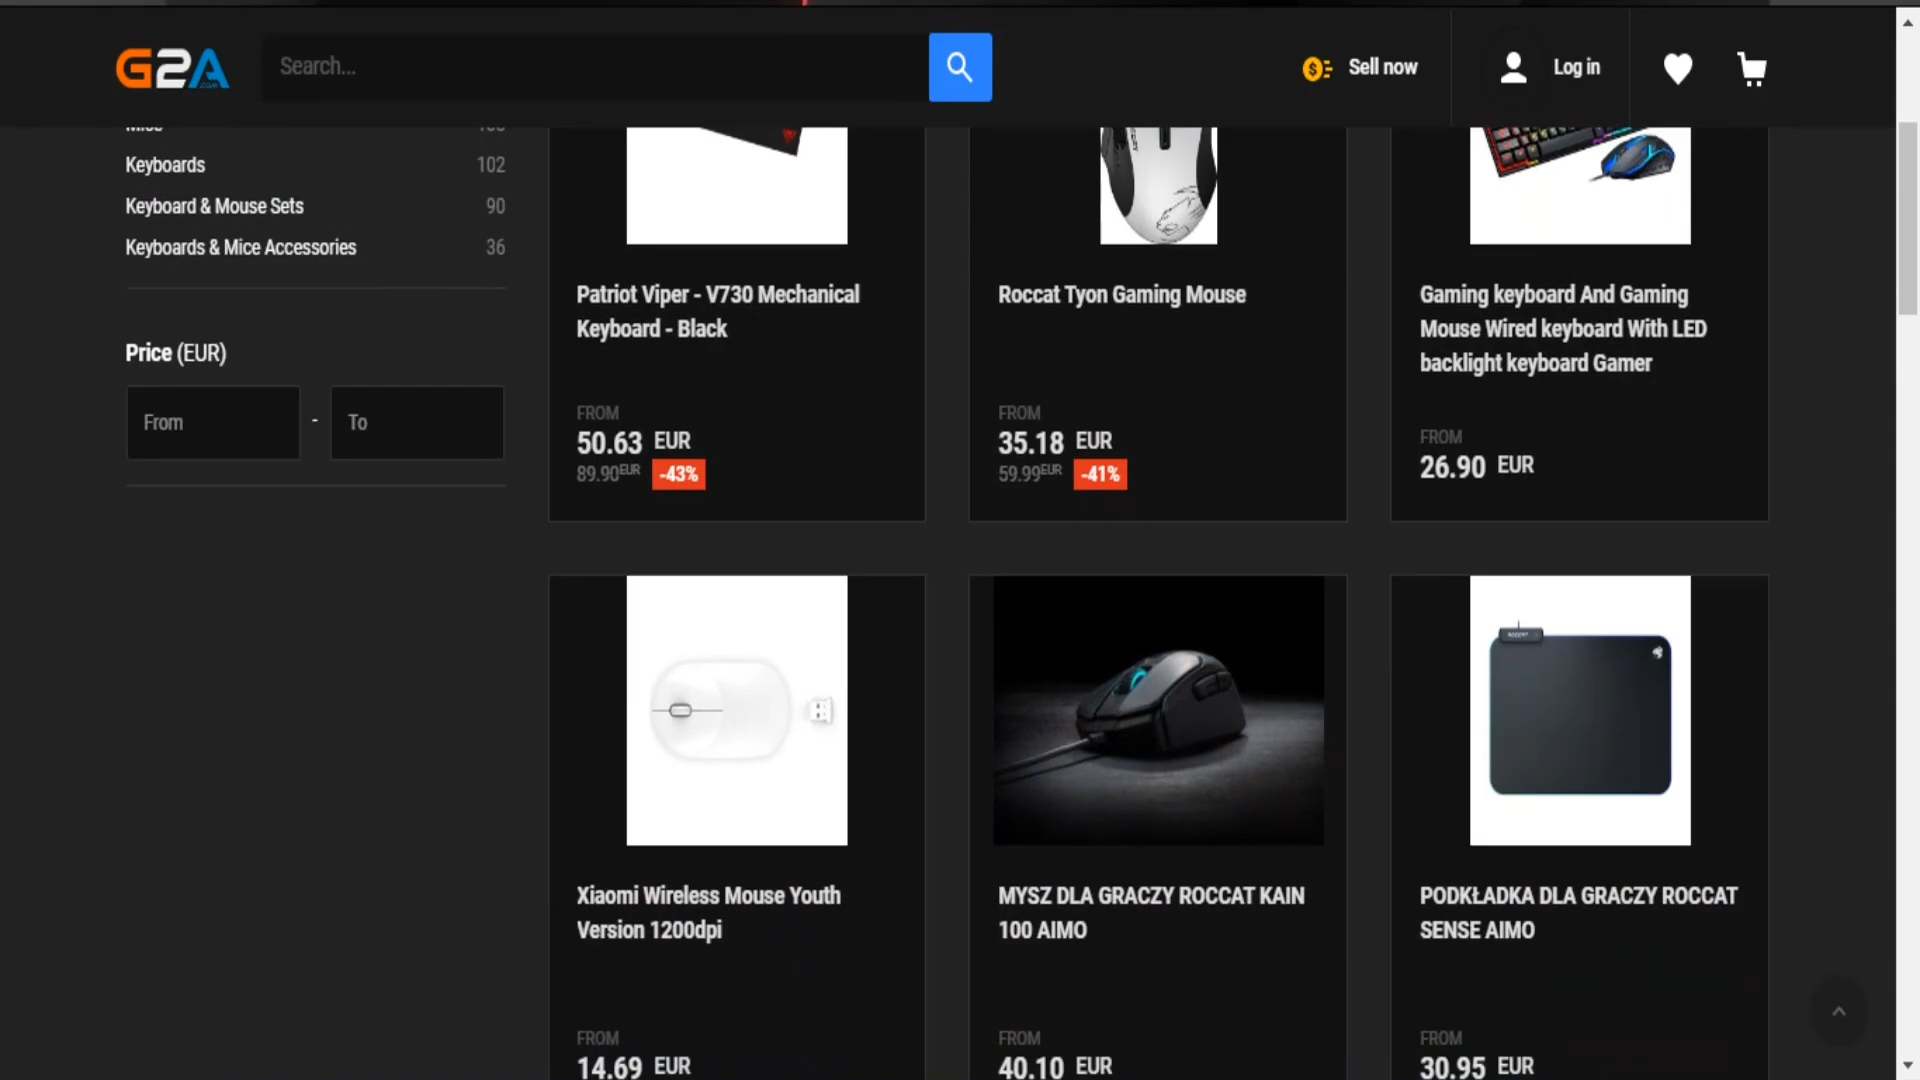 G2A
.com
Search...
Sell now
Log in
Mice
Keyboards 102
Keyboard & Mouse Sets 90
Keyboards & Mice Accessories 36
Price (EUR)
From - To
Patriot Viper - V730 Mechanical
Keyboard - Black
FROM
50.63 EUR
89.90EUR -43%
Roccat Tyon Gaming Mouse
FROM
35.18 EUR
59.99EUR -41%
Gaming keyboard And Gaming
Mouse Wired keyboard With LED
backlight keyboard Gamer
FROM
26.90 EUR
Xiaomi Wireless Mouse Youth
Version 1200dpi
FROM
14.69 EUR
MYSZ DLA GRACZY ROCCAT KAIN
100 AIMO
FROM
40.10 EUR
ROCCAT
PODKŁADKA DLA GRACZY ROCCAT
SENSE AIMO
FROM
30.95 EUR